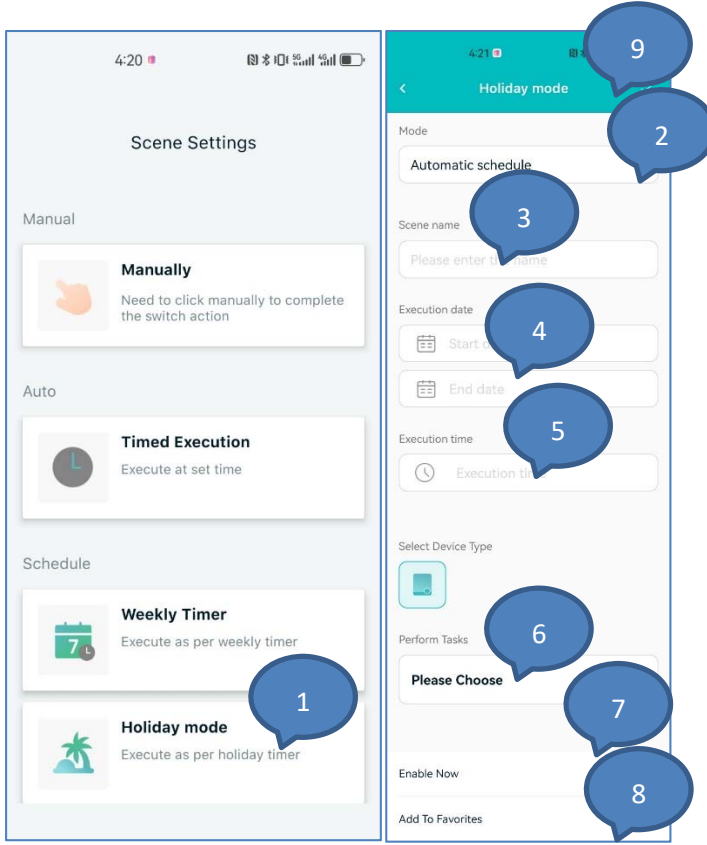 4:20
5G
4G
Scene Settings
Manual
Manually
Need to click manually to complete
the switch action
Auto
Timed Execution
Execute at set time
Schedule
7
Weekly Timer
Execute as per weekly timer
1
Holiday mode
Execute as per holiday timer
4:21
9
Holiday mode
2
Mode
Automatic schedule
3
Scene name
Please enter the name
Execution date
4
Start
End date
5
Execution time
Execution
Select Device Type
6
Perform Tasks
Please Choose
7
Enable Now
8
Add To Favorites